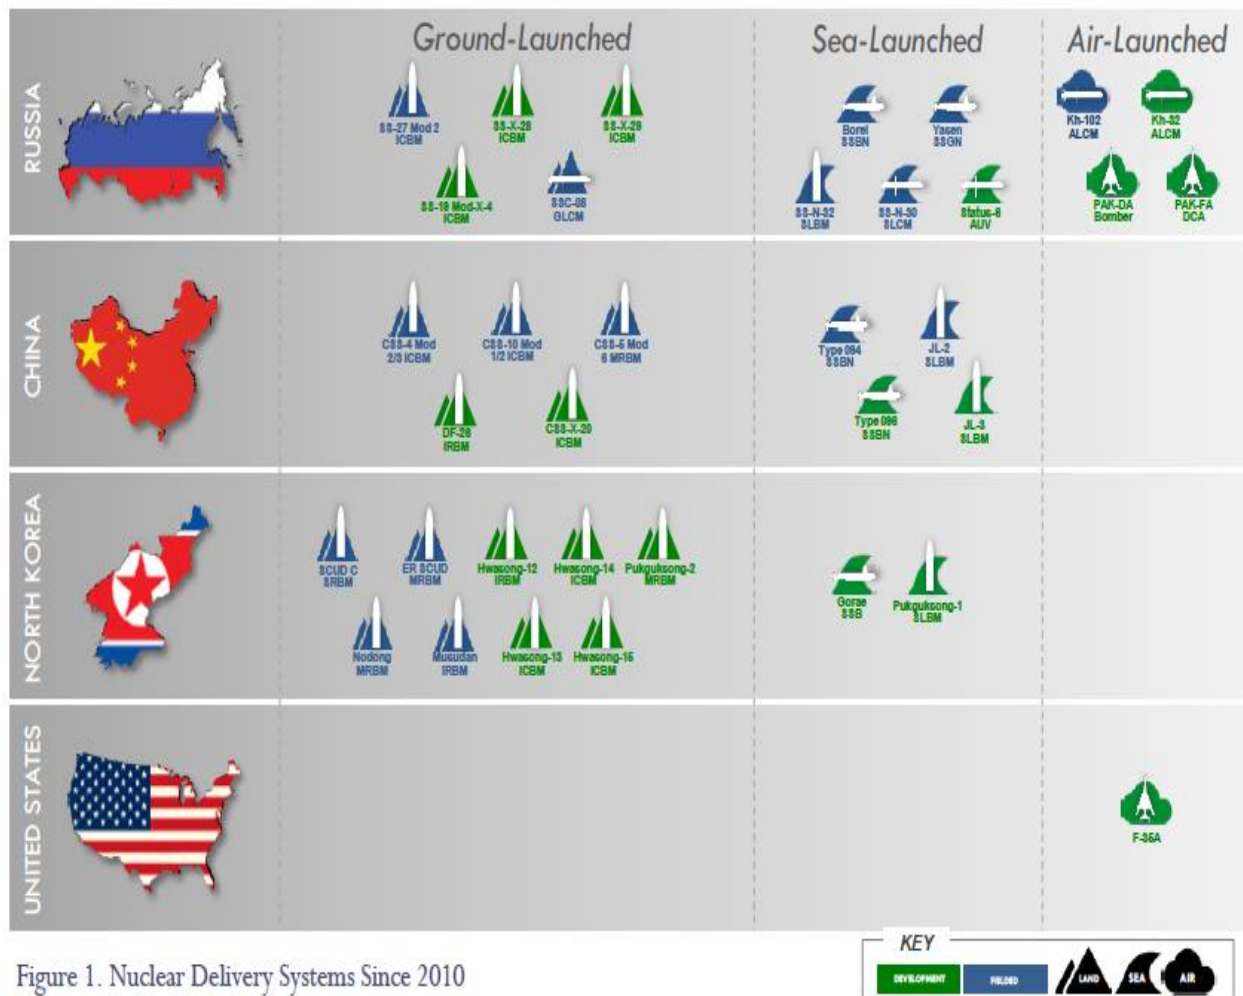 Ground-Launched
Sea-Launched
Air-Launched
RUSSIA
SS-27 Mod 2
ICBM
SS-X-28
ICBM
SS-X-29
ICBM
SS-19 Mod-X-4
ICBM
SSC-08
GLCM
Borei
SSBN
Yasen
SSGN
SS-N-32
SLBM
SS-N-30
SLCM
Status-6
AUV
Kh-102
ALCM
Kh-32
ALCM
PAK-DA
Bomber
PAK-FA
DCA
CHINA
CSS-4 Mod
2/3 ICBM
CSS-10 Mod
1/2 ICBM
CSS-5 Mod
6 MRBM
DF-26
IRBM
CSS-X-20
ICBM
Type 094
SSBN
JL-2
SLBM
Type 096
SSBN
JL-3
SLBM
NORTH KOREA
SCUD C
SRBM
ER SCUD
MRBM
Hwasong-12
IRBM
Hwasong-14
ICBM
Pukguksong-2
MRBM
Nodong
MRBM
Musudan
IRBM
Hwasong-13
ICBM
Hwasong-15
ICBM
Gorae
SSB
Pukguksong-1
SLBM
UNITED STATES
F-35A
Figure 1. Nuclear Delivery Systems Since 2010
KEY
DEVELOPMENT
FIELDED
LAND
SEA
AIR